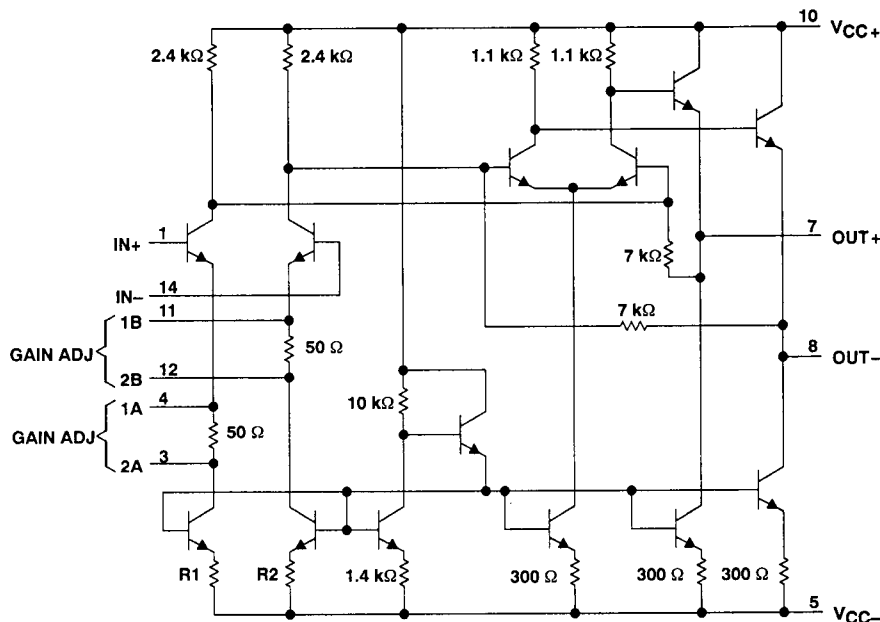 10
VCC+
2.4 kΩ
2.4 kΩ
1.1 kΩ
1.1 kΩ
IN+
1
7
OUT+
7 kΩ
IN–
14
7 kΩ
1B
11
GAIN ADJ
50 Ω
8
OUT–
2B
12
1A
4
10 kΩ
GAIN ADJ
50 Ω
2A
3
R1
R2
1.4 kΩ
300 Ω
300 Ω
300 Ω
5
VCC–